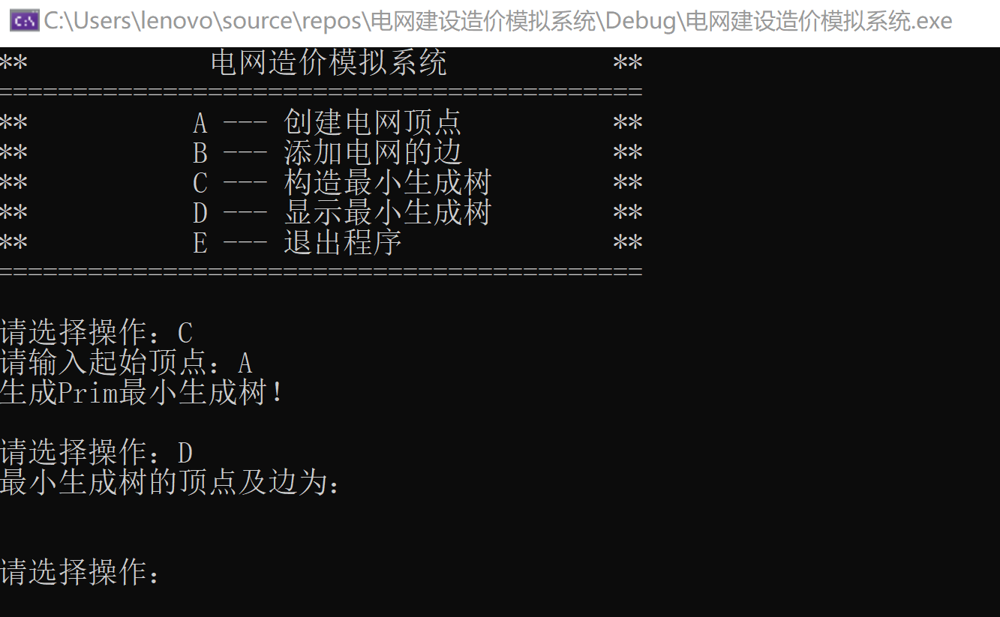 C:\Users\lenovo\source\repos\电网建设造价模拟系统\Debug\电网建设造价模拟系统.exe
** 电网造价模拟系统 **
===========================================
** A --- 创建电网顶点 **
** B --- 添加电网的边 **
** C --- 构造最小生成树 **
** D --- 显示最小生成树 **
** E --- 退出程序 **
===========================================
请选择操作：C
请输入起始顶点：A
生成Prim最小生成树！
请选择操作：D
最小生成树的顶点及边为：
请选择操作：